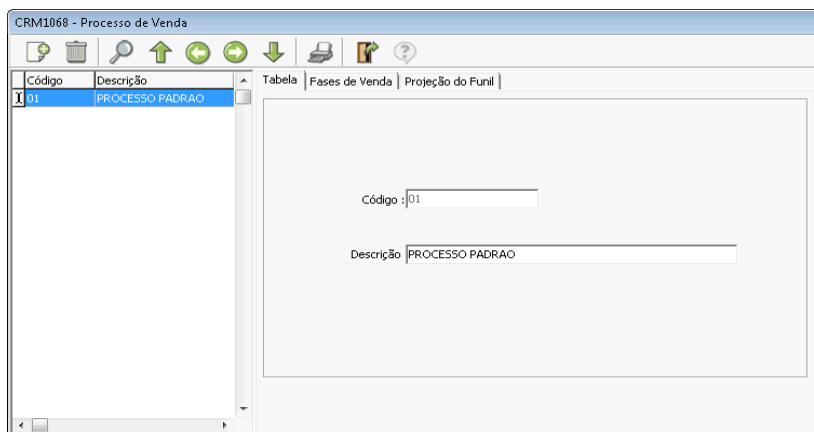 CRM1068 - Processo de Venda
Código Descrição
01 PROCESSO PADRAO
Tabela Fases de Venda Projeção do Funil
Código : 01
Descrição PROCESSO PADRAO